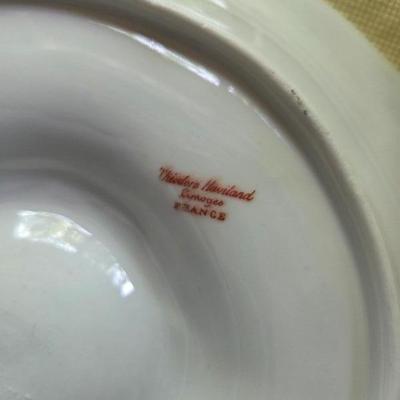 Theodore Haviland
Limoges
FRANCE